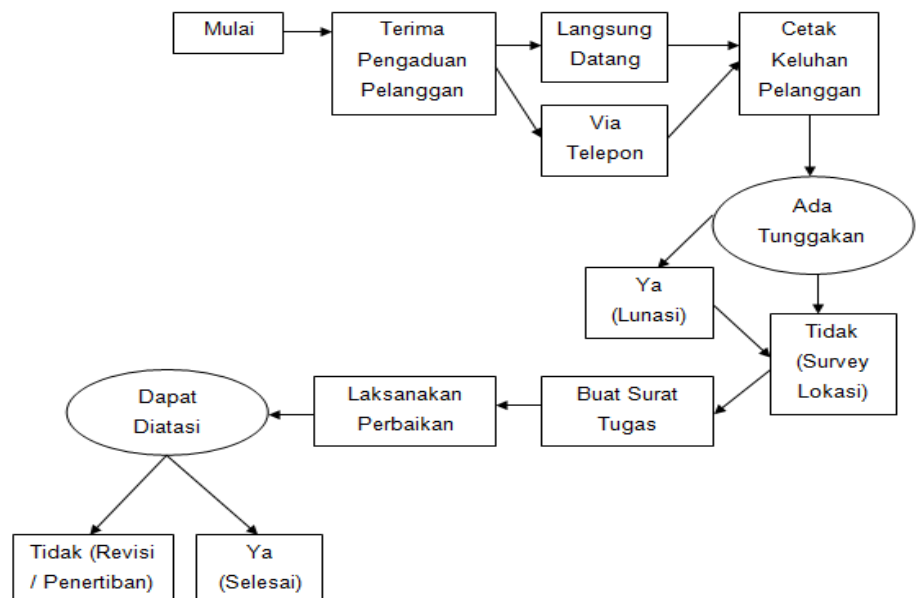 Mulai
Terima
Pengaduan
Pelanggan
Langsung
Datang
Via
Telepon
Cetak
Keluhan
Pelanggan
Ada
Tunggakan
Ya
(Lunasi)
Tidak
(Survey
Lokasi)
Buat Surat
Tugas
Laksanakan
Perbaikan
Dapat
Diatasi
Tidak (Revisi
/ Penertiban)
Ya
(Selesai)